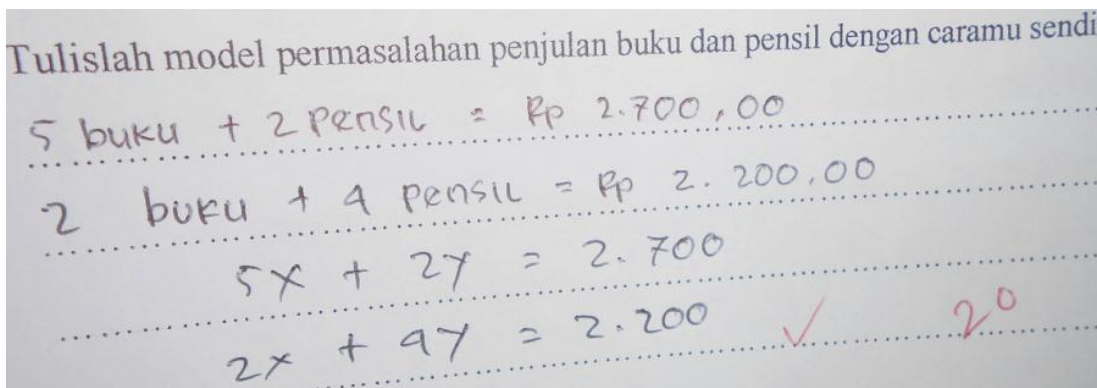 Tulislah model permasalahan penjulan buku dan pensil dengan caramu sendi
5 buku + 2 Pensil = Rp 2.700,00
2 buku + 4 pensil = Rp 2.200,00
5x + 2y = 2.700
2x + 4y = 2.200 ✓ 20